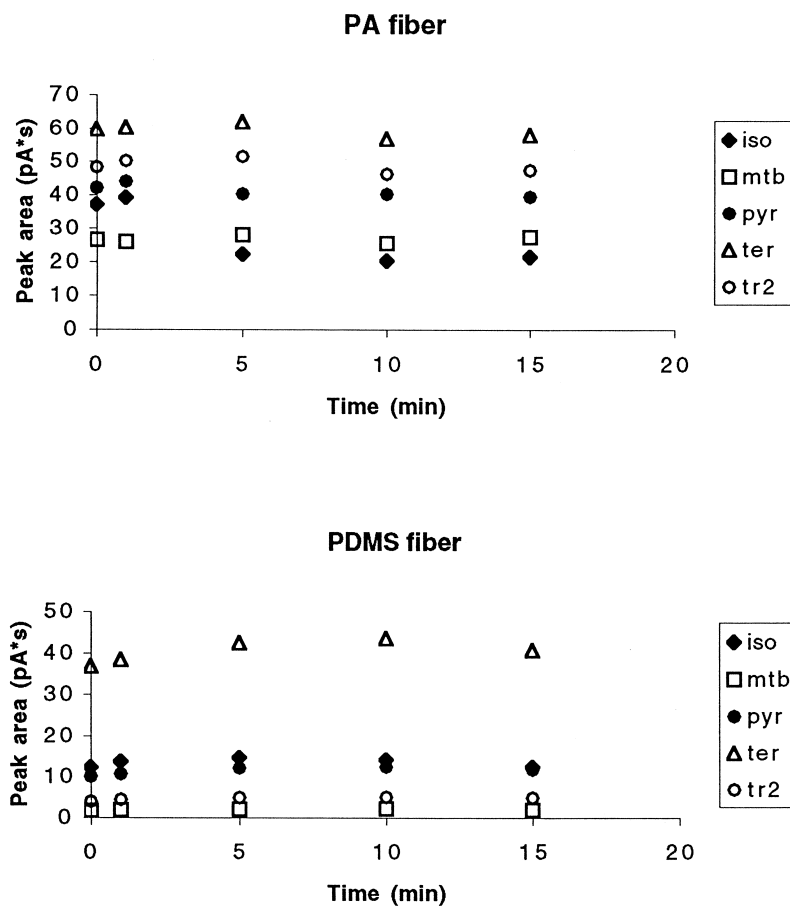 PA fiber
Peak area (pA*s)
70
60
50
40
30
20
10
0
0 5 10 15 20
Time (min)
iso
mtb
pyr
ter
tr2
PDMS fiber
Peak area (pA*s)
50
40
30
20
10
0
0 5 10 15 20
Time (min)
iso
mtb
pyr
ter
tr2